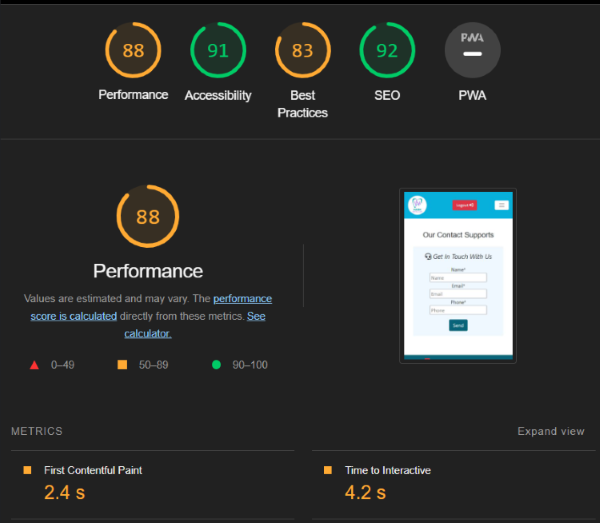 88 91 83 92 PWA
Performance Accessibility Best Practices SEO PWA
88
Performance
Values are estimated and may vary. The performance
score is calculated directly from these metrics. See
calculator.
0–49 50–89 90–100
Logout
Our Contact Supports
Get In Touch With Us
Name*
Name
Email*
Email
Phone*
Phone
Send
METRICS Expand view
First Contentful Paint Time to Interactive
2.4 s 4.2 s